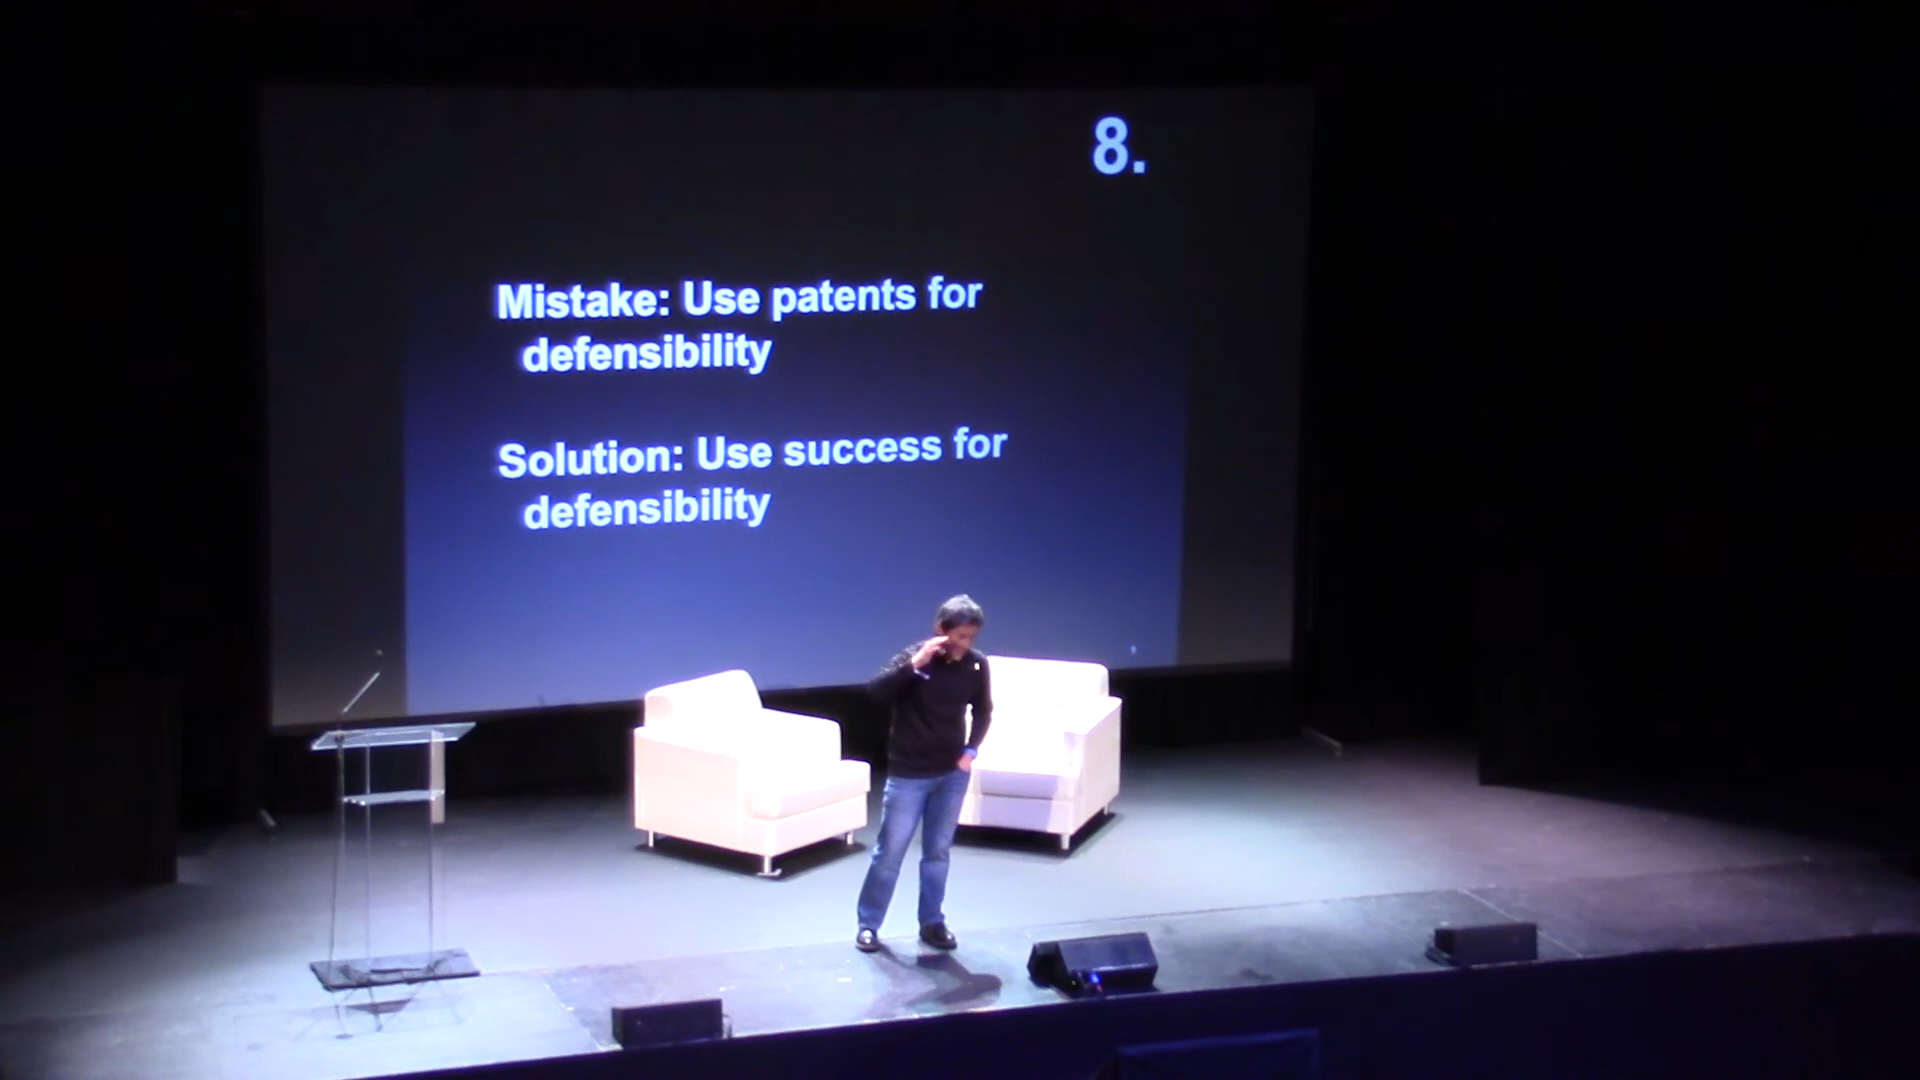 8.
Mistake: Use patents for
defensibility
Solution: Use success for
defensibility